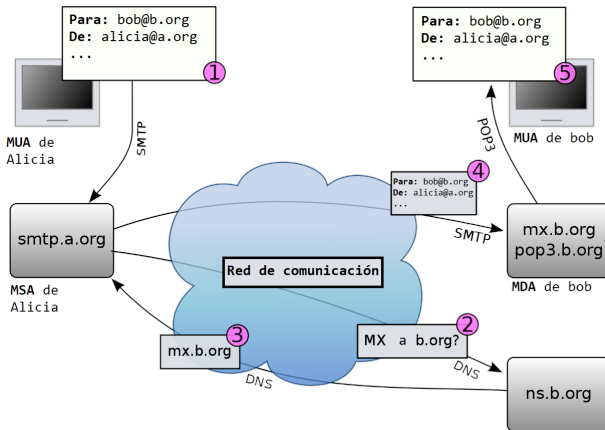 Para: bob@b.org
De: alicia@a.org
...
1
MUA de
Alicia
SMTP
smtp.a.org
MSA de
Alicia
Red de comunicación
MX a b.org?
2
DNS
ns.b.org
mx.b.org
3
DNS
Para: bob@b.org
De: alicia@a.org
...
4
SMTP
mx.b.org
pop3.b.org
MDA de bob
POP3
Para: bob@b.org
De: alicia@a.org
...
5
MUA de bob